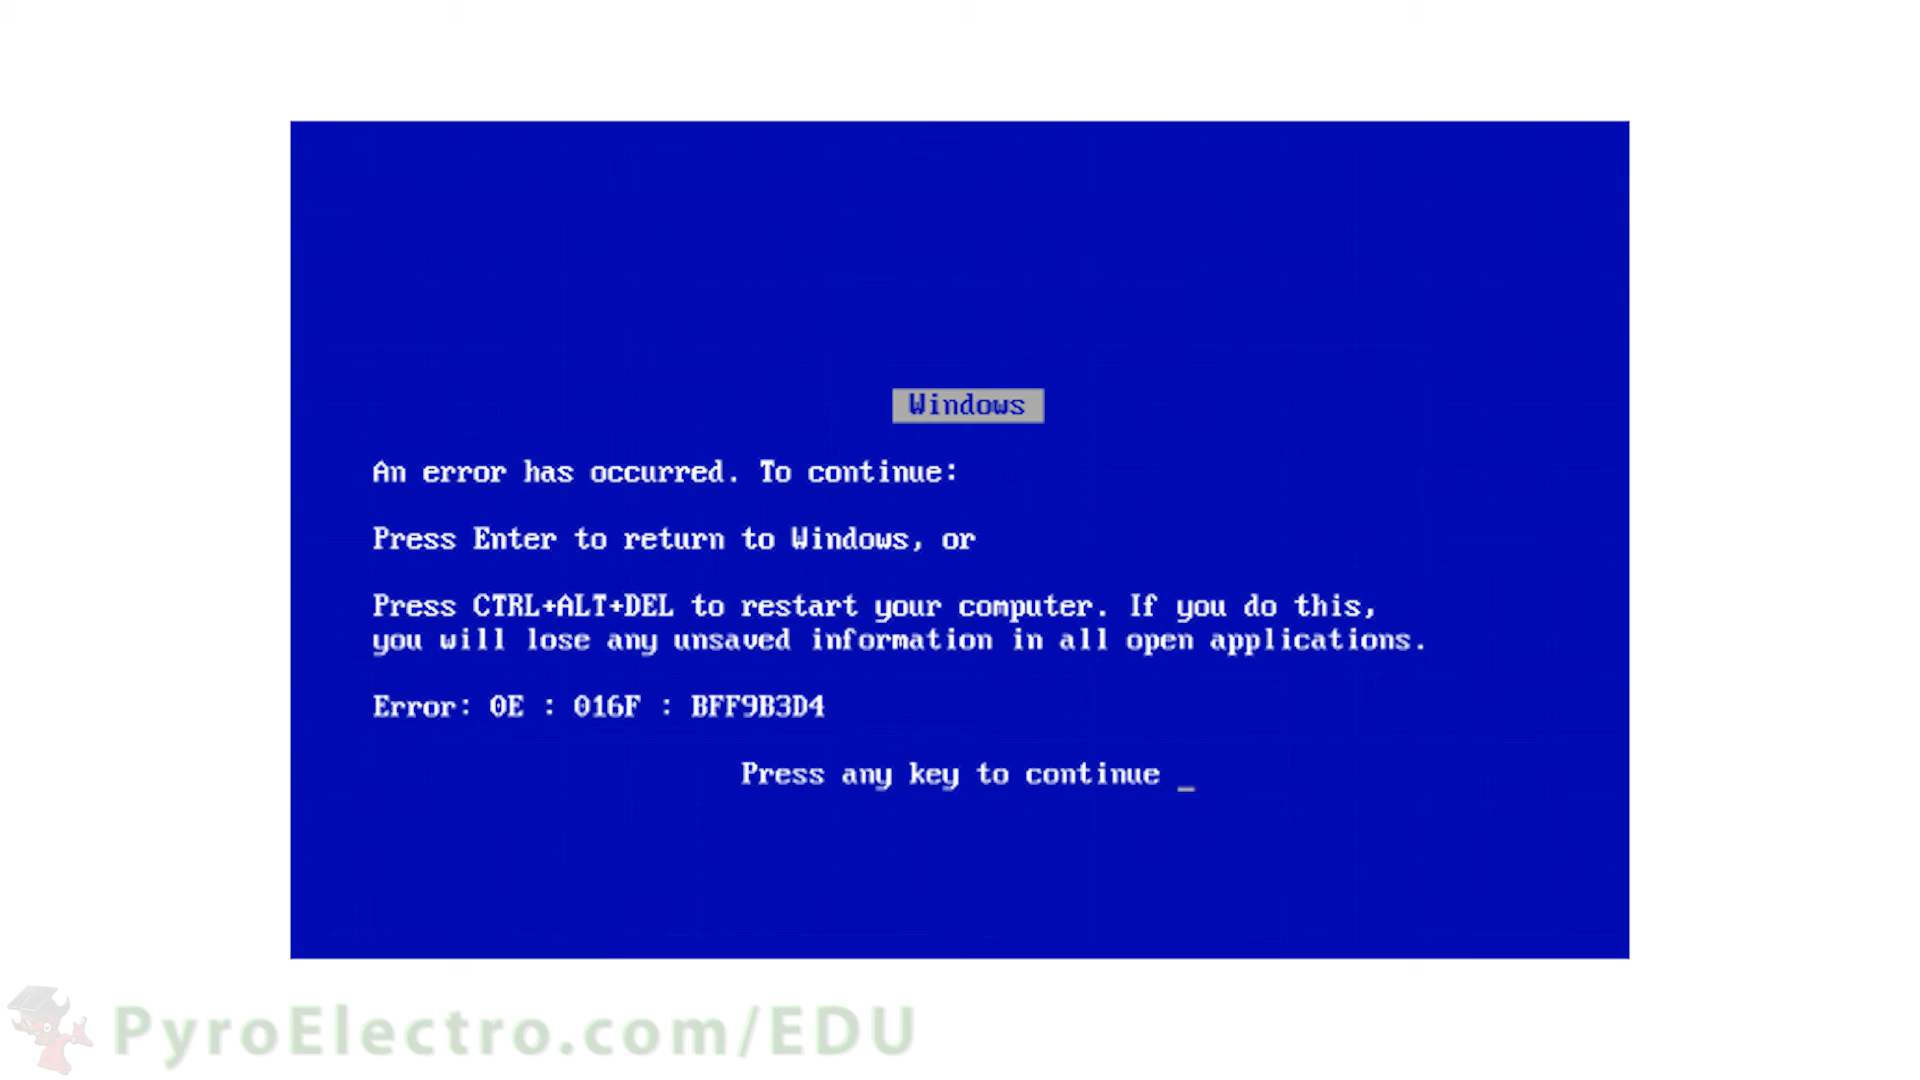 Windows
An error has occurred. To continue:
Press Enter to return to Windows, or
Press CTRL+ALT+DEL to restart your computer. If you do this,
you will lose any unsaved information in all open applications.
Error: 0E : 016F : BFF9B3D4
Press any key to continue _
PyroElectro.com/EDU